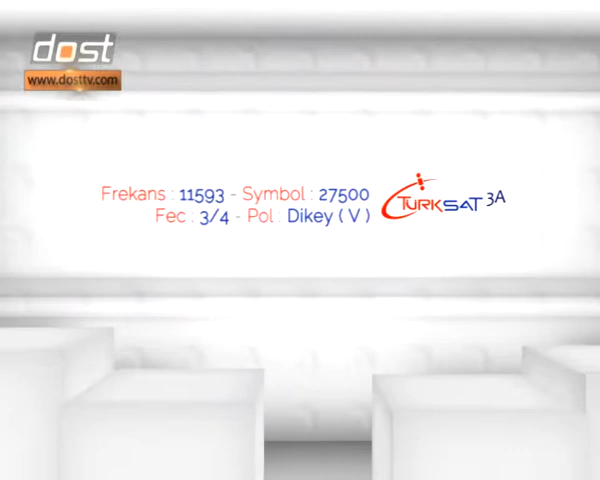 dost
www.dosttv.com
Frekans : 11593 - Symbol : 27500
Fec : 3/4 - Pol : Dikey ( V )
TURKSAT 3A